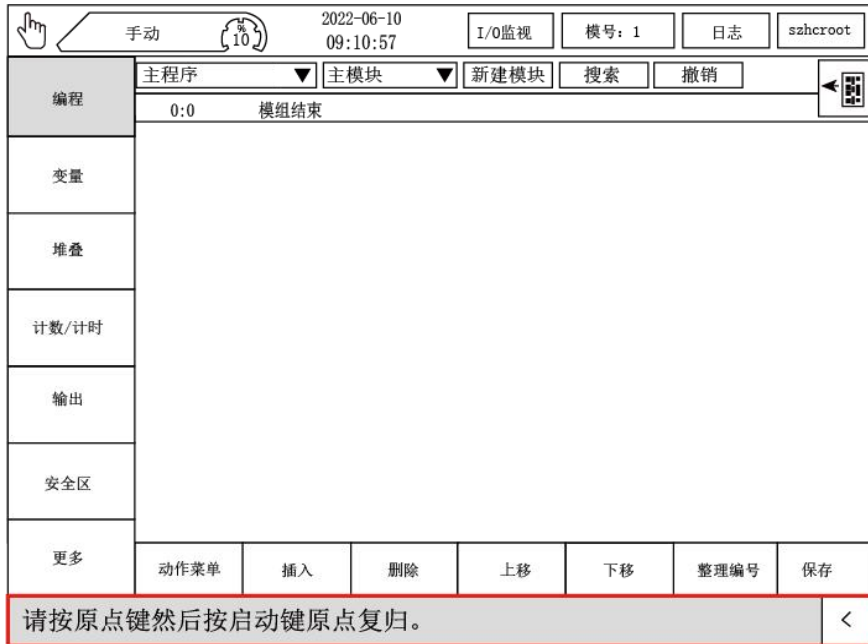 手动
%
10
2022-06-10
09:10:57
I/O监视
模号：1
日志
szhcroot
编程
主程序
主模块
新建模块
搜索
撤销
0:0 模组结束
变量
堆叠
计数/计时
输出
安全区
更多
动作菜单
插入
删除
上移
下移
整理编号
保存
请按原点键然后按启动键原点复归。
<